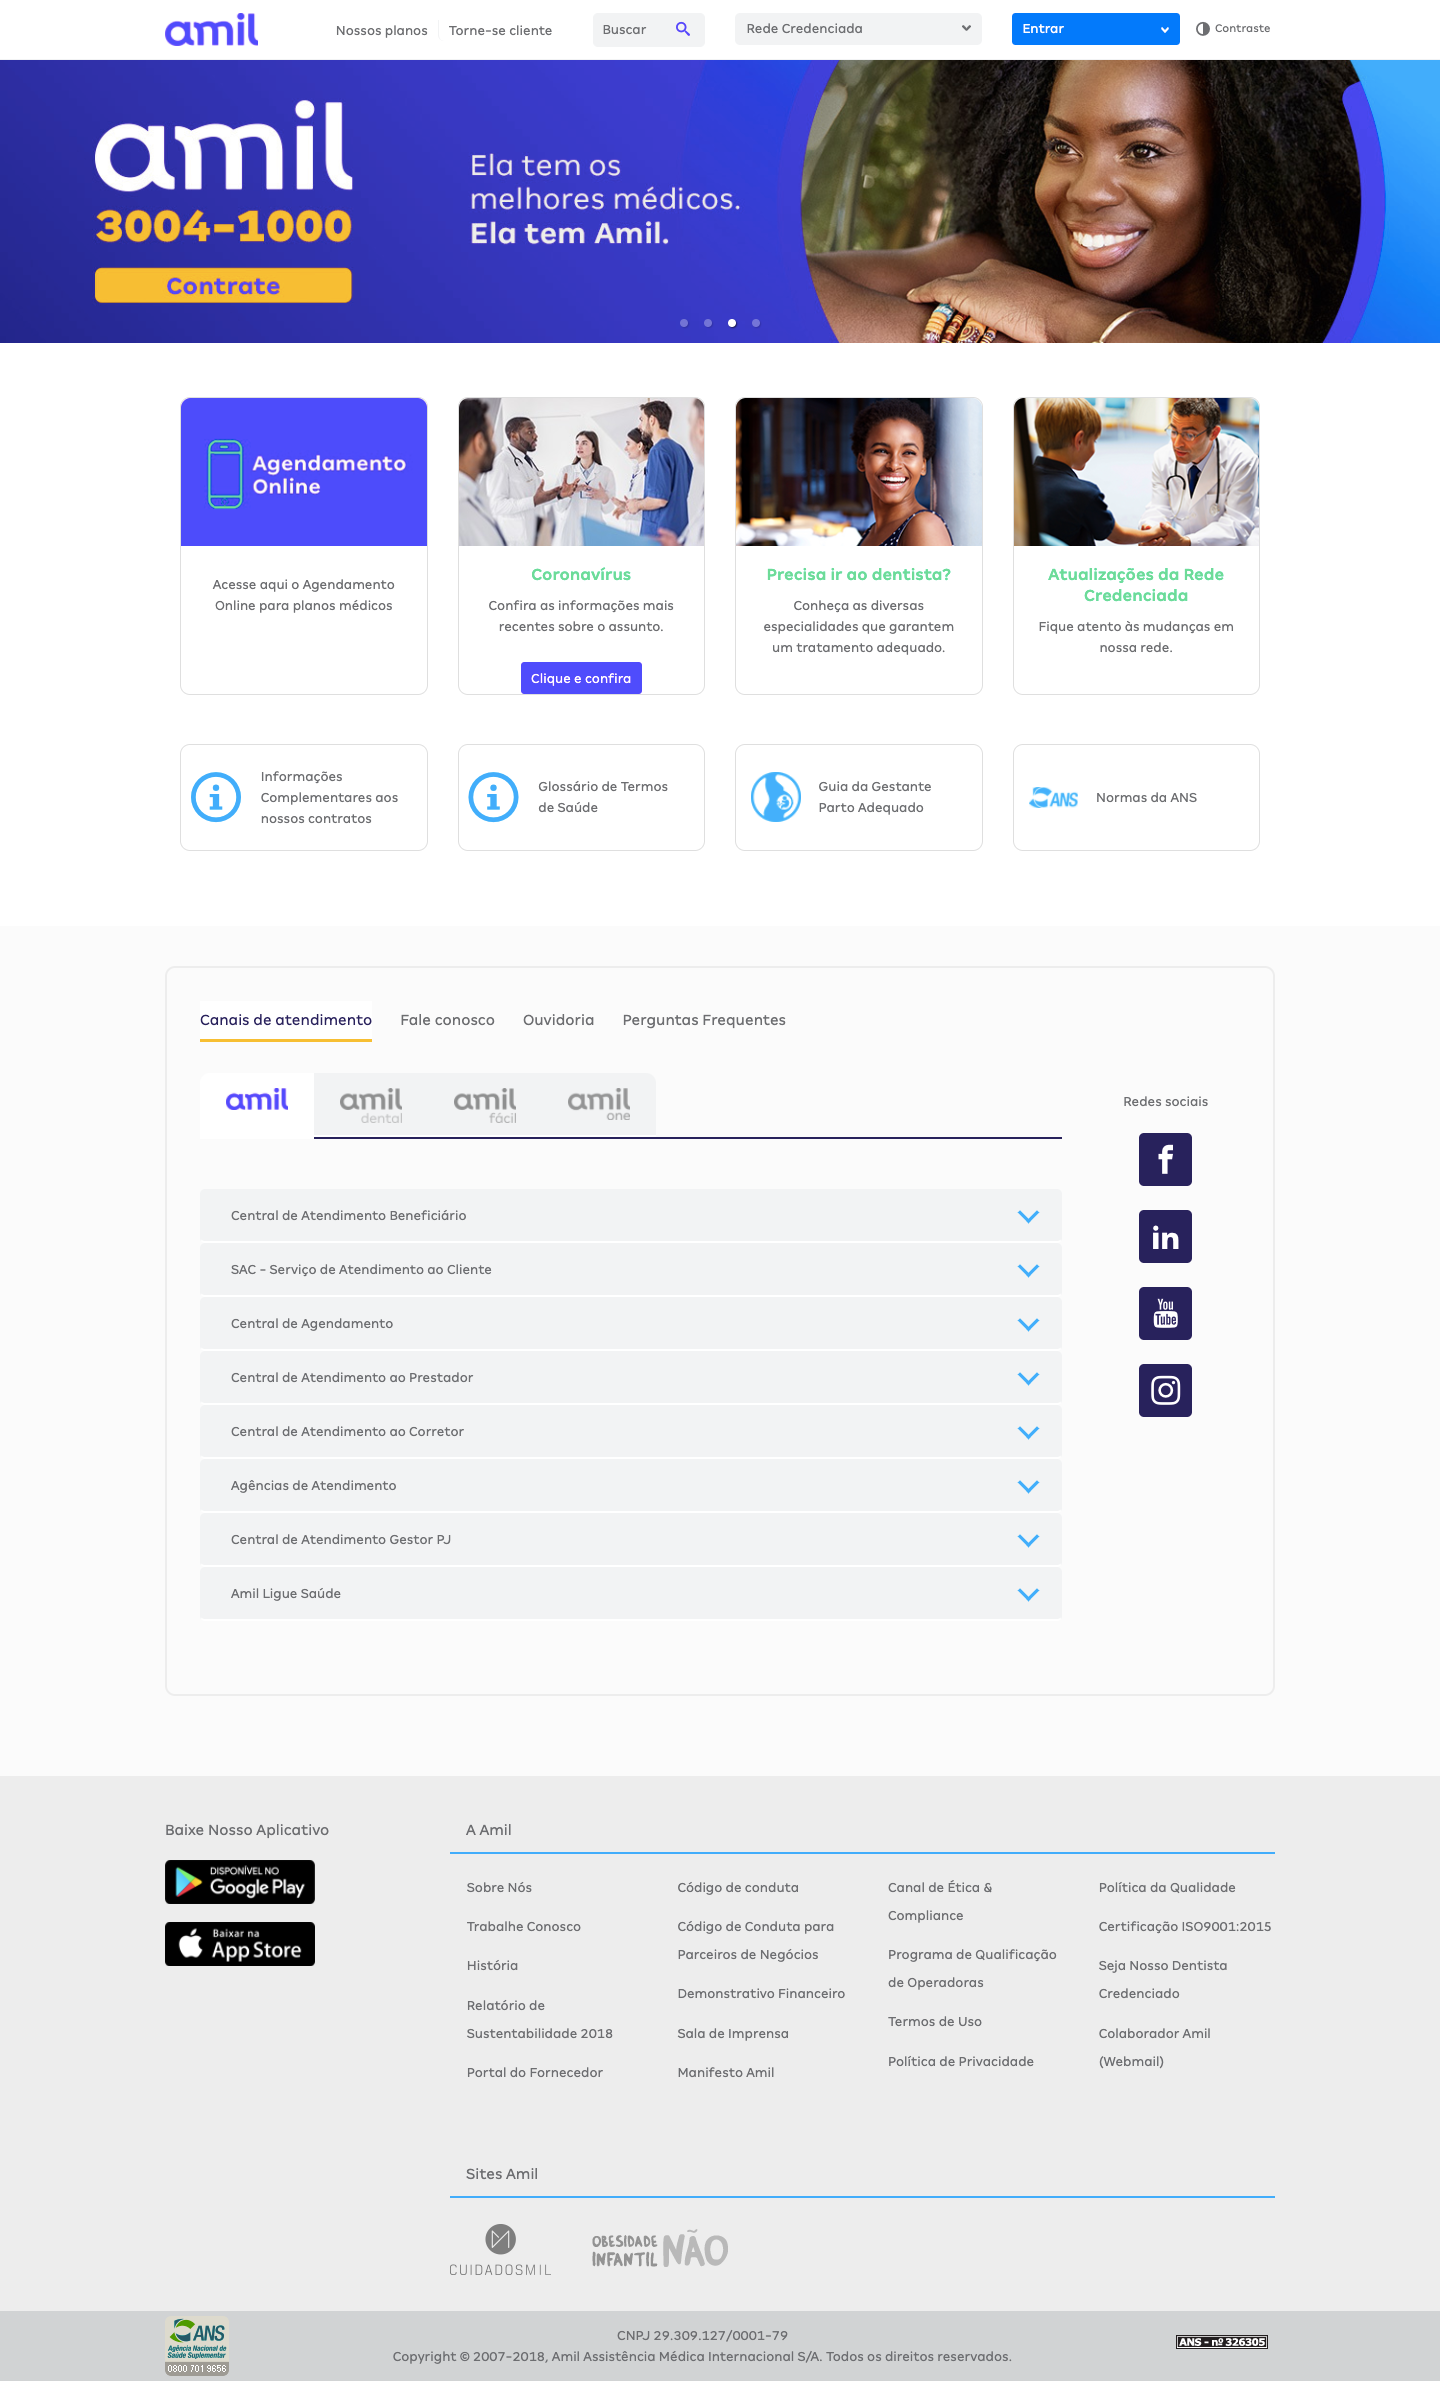 amil
Nossos planos
Torne-se cliente
Buscar
Rede Credenciada
Entrar
Contraste
amil
3004-1000
Contrate
Ela tem os
melhores médicos.
Ela tem Amil.
Agendamento
Online
Acesse aqui o Agendamento
Online para planos médicos
Coronavírus
Confira as informações mais
recentes sobre o assunto.
Clique e confira
Precisa ir ao dentista?
Conheça as diversas
especialidades que garantem
um tratamento adequado.
Atualizações da Rede
Credenciada
Fique atento às mudanças em
nossa rede.
Informações
Complementares aos
nossos contratos
Glossário de Termos
de Saúde
Guia da Gestante
Parto Adequado
ANS
Normas da ANS
Canais de atendimento
Fale conosco
Ouvidoria
Perguntas Frequentes
amil
amil
dental
amil
fácil
amil
one
Central de Atendimento Beneficiário
SAC - Serviço de Atendimento ao Cliente
Central de Agendamento
Central de Atendimento ao Prestador
Central de Atendimento ao Corretor
Agências de Atendimento
Central de Atendimento Gestor PJ
Amil Ligue Saúde
Redes sociais
f
in
You
Tube
Baixe Nosso Aplicativo
DISPONÍVEL NO
Google Play
Baixar na
App Store
A Amil
Sobre Nós
Trabalhe Conosco
História
Relatório de
Sustentabilidade 2018
Portal do Fornecedor
Código de conduta
Código de Conduta para
Parceiros de Negócios
Demonstrativo Financeiro
Sala de Imprensa
Manifesto Amil
Canal de Ética &
Compliance
Programa de Qualificação
de Operadoras
Termos de Uso
Política de Privacidade
Política da Qualidade
Certificação ISO9001:2015
Seja Nosso Dentista
Credenciado
Colaborador Amil
(Webmail)
Sites Amil
CUIDADOSMIL
OBESIDADE
INFANTIL
NÃO
ANS
Agência Nacional de
Saúde Suplementar
0800 701 9656
CNPJ 29.309.127/0001-79
Copyright © 2007-2018, Amil Assistência Médica Internacional S/A. Todos os direitos reservados.
ANS - nº 326305